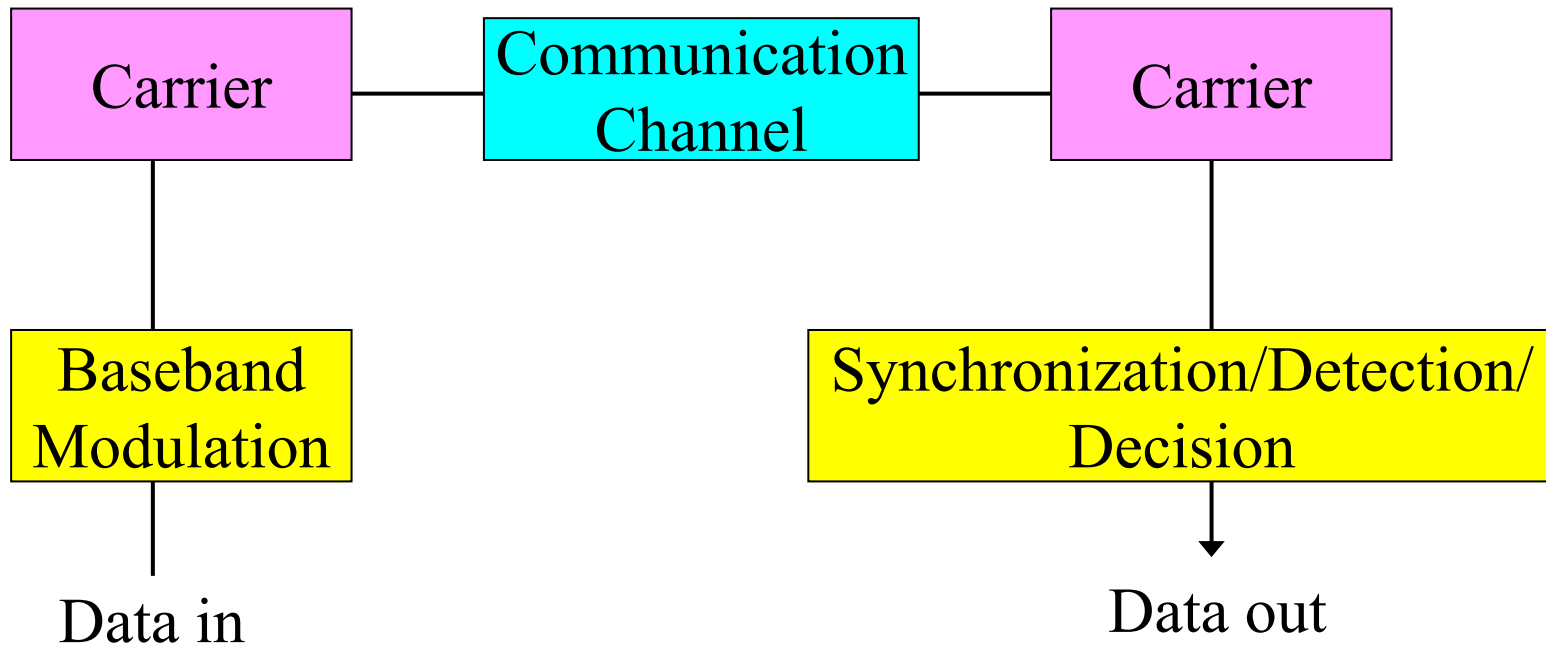 Carrier
Communication
Channel
Carrier
Baseband
Modulation
Synchronization/Detection/
Decision
Data in
Data out